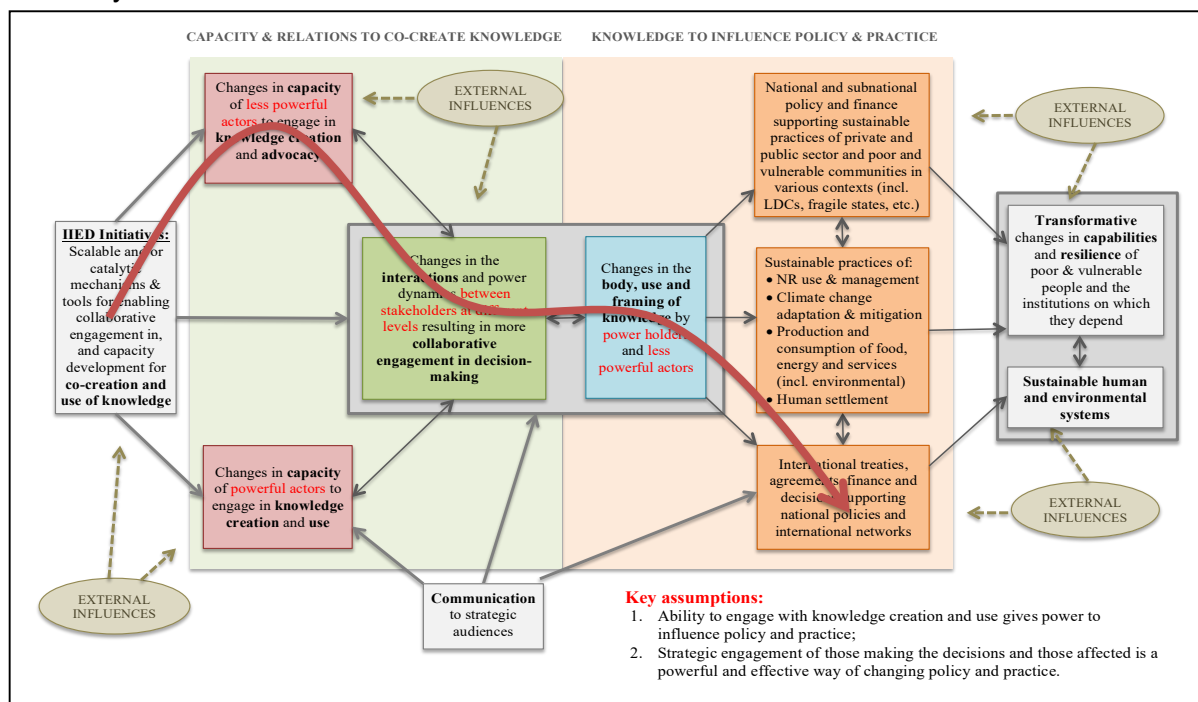 CAPACITY & RELATIONS TO CO-CREATE KNOWLEDGE
KNOWLEDGE TO INFLUENCE POLICY & PRACTICE
Changes in capacity
of less powerful
actors to engage in
knowledge creation
and advocacy
EXTERNAL
INFLUENCES
National and subnational
policy and finance
supporting sustainable
practices of private and
public sector and poor and
vulnerable communities in
various contexts (incl.
LDCs, fragile states, etc.)
EXTERNAL
INFLUENCES
IIED Initiatives:
Scalable and/or
catalytic
mechanisms &
tools for enabling
collaborative
engagement in,
and capacity
development for
co-creation and
use of knowledge
Changes in the
interactions and power
dynamics between
stakeholders at different
levels resulting in more
collaborative
engagement in decision-
making
Changes in the
body, use and
framing of
knowledge by
power holders
and less
powerful actors
Sustainable practices of:
• NR use & management
• Climate change
adaptation & mitigation
• Production and
consumption of food,
energy and services
(incl. environmental)
• Human settlement
Transformative
changes in capabilities
and resilience of
poor & vulnerable
people and the
institutions on which
they depend
Sustainable human
and environmental
systems
Changes in capacity
of powerful actors to
engage in knowledge
creation and use
International treaties,
agreements, finance and
decisions supporting
national policies and
international networks
EXTERNAL
INFLUENCES
EXTERNAL
INFLUENCES
Communication
to strategic
audiences
Key assumptions:
1. Ability to engage with knowledge creation and use gives power to
influence policy and practice;
2. Strategic engagement of those making the decisions and those affected is a
powerful and effective way of changing policy and practice.